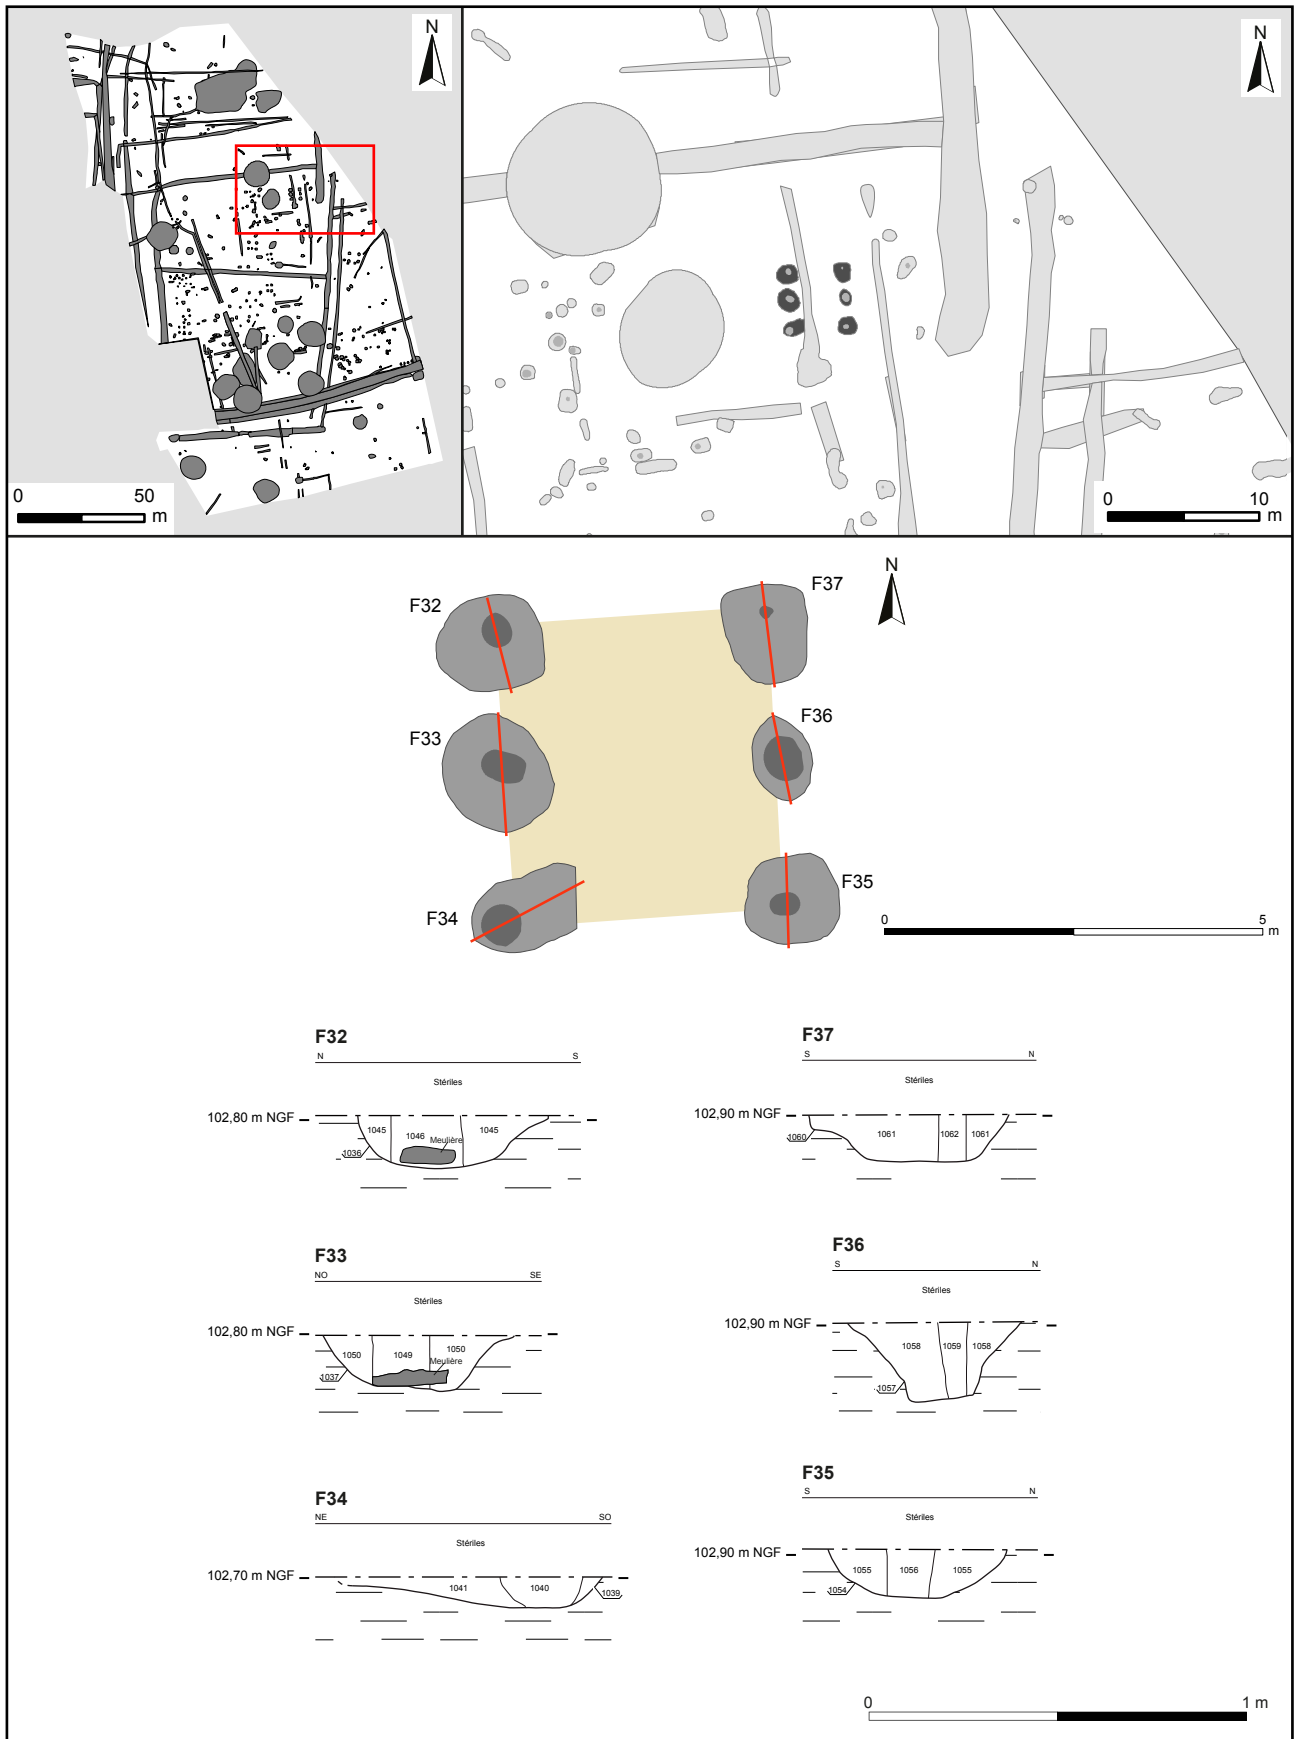 N
0 50
m
N
0 10
m
N
F32
F37
F33
F36
F34
F35
0 5
m
F32
N S
Stériles
102,80 m NGF
1045 1046 1045
Meulière
1036
F37
S N
Stériles
102,90 m NGF
1060 1061 1062 1061
F33
NO SE
Stériles
102,80 m NGF
1050 1049 1050
Meulière
1037
F36
S N
Stériles
102,90 m NGF
1058 1059 1058
1057
F34
NE SO
Stériles
102,70 m NGF
1041 1040 1039
F35
S N
Stériles
102,90 m NGF
1055 1056 1055
1054
0 1 m